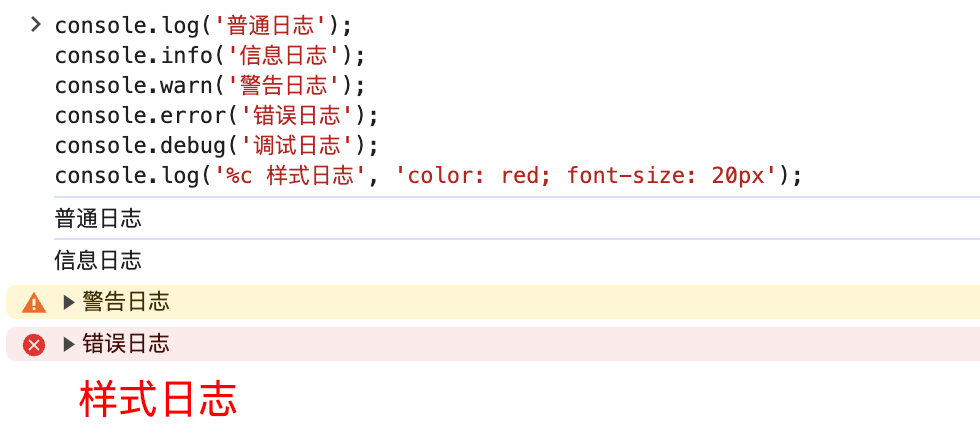 console.log('普通日志');
console.info('信息日志');
console.warn('警告日志');
console.error('错误日志');
console.debug('调试日志');
console.log('%c 样式日志', 'color: red; font-size: 20px');
普通日志
信息日志
警告日志
错误日志
样式日志